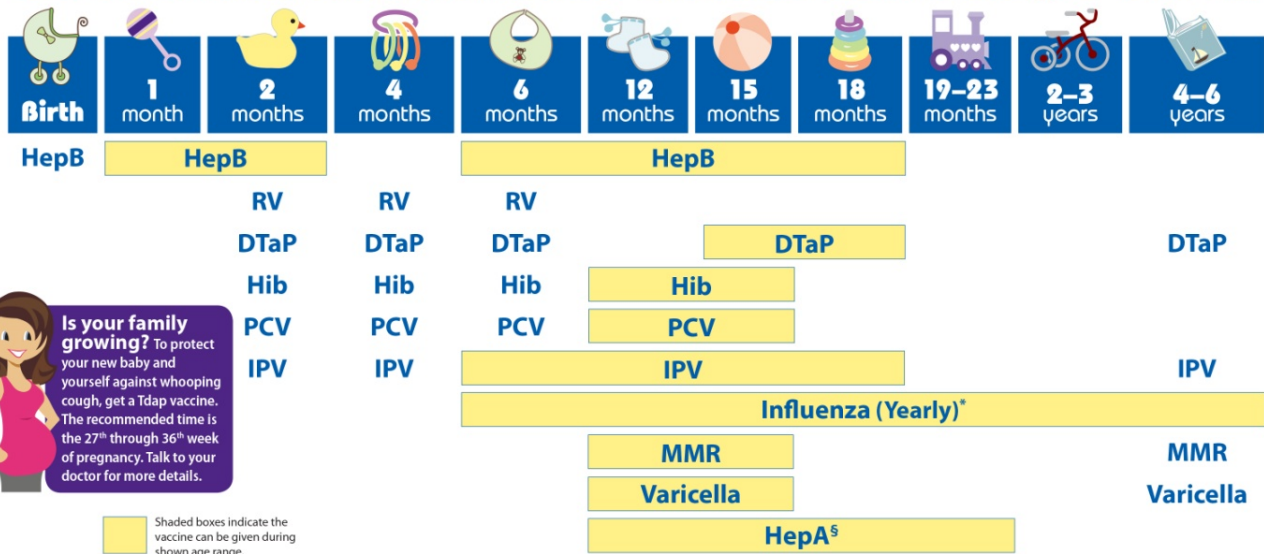 Birth
1
month
2
months
4
months
6
months
12
months
15
months
18
months
19–23
months
2–3
years
4–6
years
HepB
HepB
HepB
RV
RV
RV
DTaP
DTaP
DTaP
DTaP
DTaP
Hib
Hib
Hib
Hib
PCV
PCV
PCV
PCV
IPV
IPV
IPV
IPV
Influenza (Yearly)*
MMR
MMR
Varicella
Varicella
HepA§
Is your family
growing? To protect
your new baby and
yourself against whooping
cough, get a Tdap vaccine.
The recommended time is
the 27th through 36th week
of pregnancy. Talk to your
doctor for more details.
Shaded boxes indicate the
vaccine can be given during
shown age range.